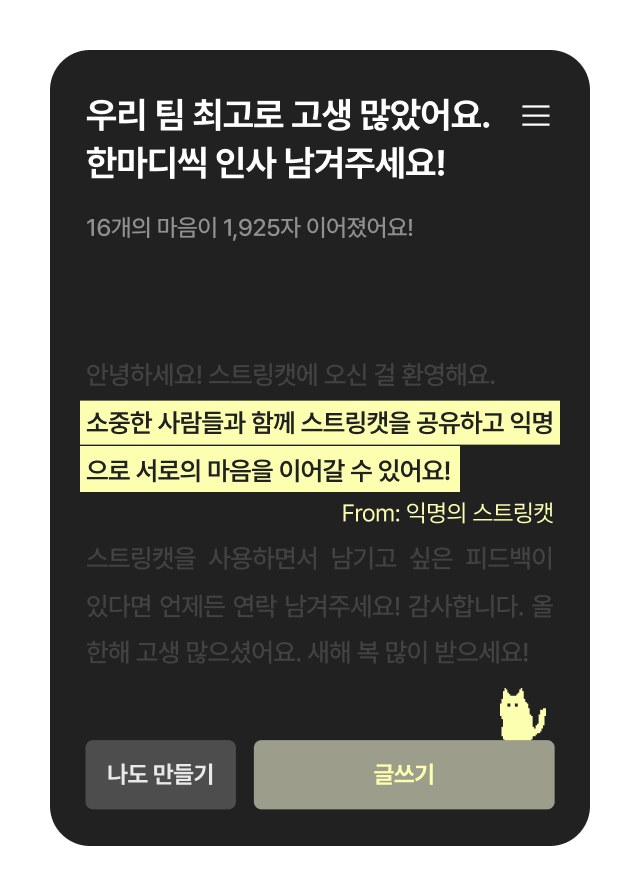 우리 팀 최고로 고생 많았어요.
한마디씩 인사 남겨주세요!
16개의 마음이 1,925자 이어졌어요!
안녕하세요! 스트링캣에 오신 걸 환영해요.
소중한 사람들과 함께 스트링캣을 공유하고 익명
으로 서로의 마음을 이어갈 수 있어요!
From: 익명의 스트링캣
스트링캣을 사용하면서 남기고 싶은 피드백이
있다면 언제든 연락 남겨주세요! 감사합니다. 올
한해 고생 많으셨어요. 새해 복 많이 받으세요!
나도 만들기
글쓰기